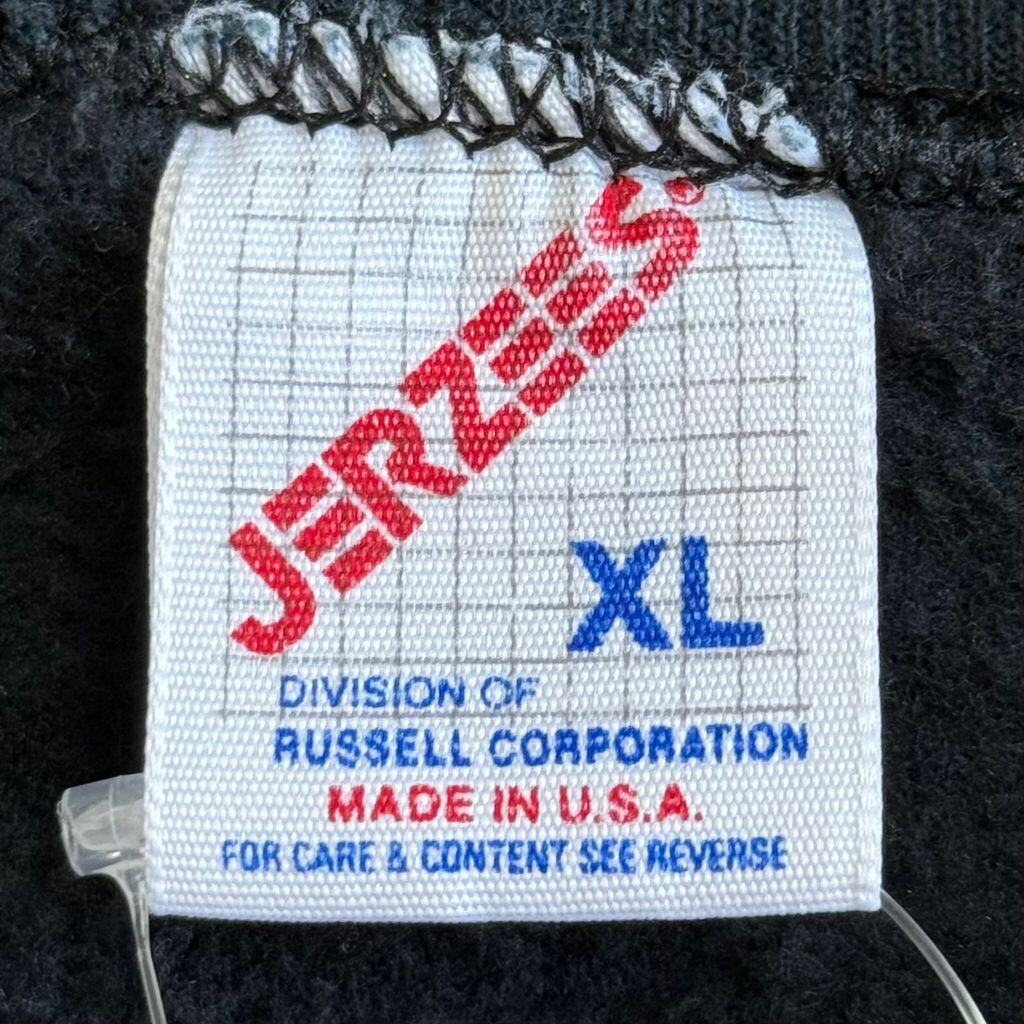 JERZEES®
XL
DIVISION OF
RUSSELL CORPORATION
MADE IN U.S.A.
FOR CARE & CONTENT SEE REVERSE